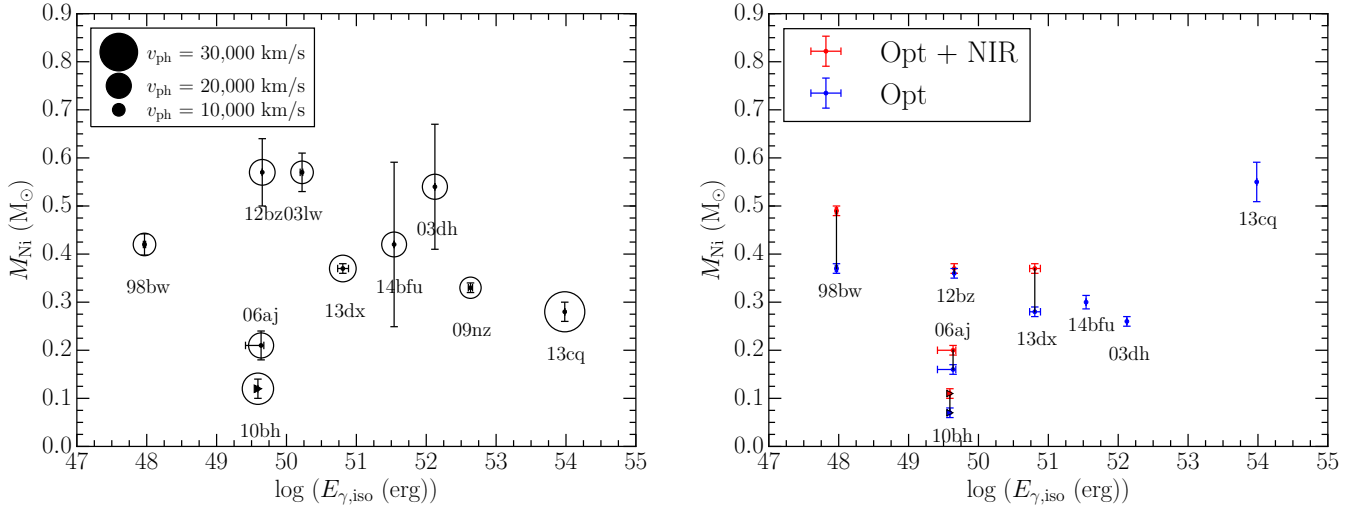 0.9
0.8
0.7
0.6
0.5
0.4
0.3
0.2
0.1
0.0
M_Ni (M_⊙)
v_ph = 30,000 km/s
v_ph = 20,000 km/s
v_ph = 10,000 km/s
12bz 03lw
03dh
98bw
14bfu
13dx
06aj
09nz
13cq
10bh
47 48 49 50 51 52 53 54 55
log (E_γ,iso (erg))
0.9
0.8
0.7
0.6
0.5
0.4
0.3
0.2
0.1
0.0
M_Ni (M_⊙)
Opt + NIR
Opt
13cq
98bw
12bz
14bfu
06aj
13dx
03dh
10bh
47 48 49 50 51 52 53 54 55
log (E_γ,iso (erg))